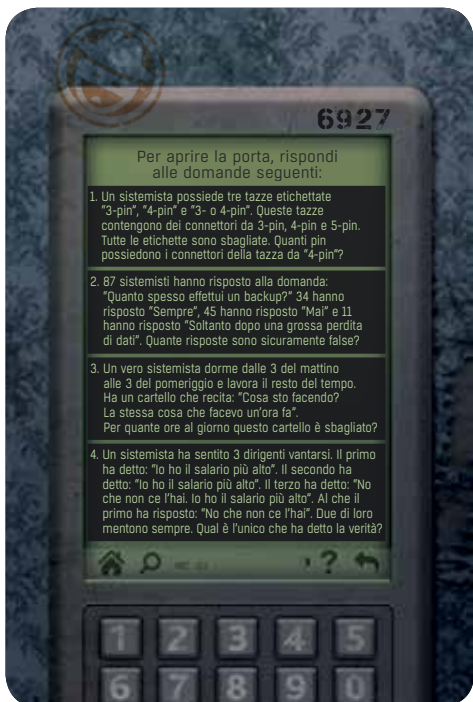 6927
Per aprire la porta, rispondi
alle domande seguenti:
1. Un sistemista possiede tre tazze etichettate
"3-pin", "4-pin" e "3- o 4-pin". Queste tazze
contengono dei connettori da 3-pin, 4-pin e 5-pin.
Tutte le etichette sono sbagliate. Quanti pin
possiedono i connettori della tazza da "4-pin"?
2. 87 sistemisti hanno risposto alla domanda:
"Quanto spesso effettui un backup?" 34 hanno
risposto "Sempre", 45 hanno risposto "Mai" e 11
hanno risposto "Soltanto dopo una grossa perdita
di dati". Quante risposte sono sicuramente false?
3. Un vero sistemista dorme dalle 3 del mattino
alle 3 del pomeriggio e lavora il resto del tempo.
Ha un cartello che recita: "Cosa sto facendo?
La stessa cosa che facevo un'ora fa".
Per quante ore al giorno questo cartello è sbagliato?
4. Un sistemista ha sentito 3 dirigenti vantarsi. Il primo
ha detto: "Io ho il salario più alto". Il secondo ha
detto: "Io ho il salario più alto". Il terzo ha detto: "No
che non ce l'hai. Io ho il salario più alto". Al che il
primo ha risposto: "No che non ce l'hai". Due di loro
mentono sempre. Qual è l'unico che ha detto la verità?
?
1 2 3 4 5
6 7 8 9 0